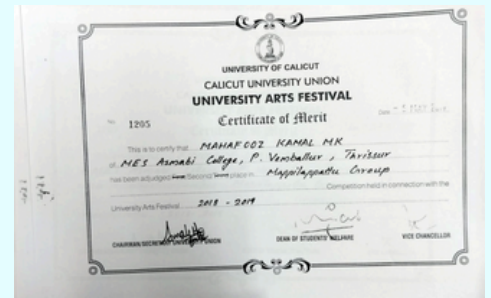 UNIVERSITY OF CALICUT
CALICUT UNIVERSITY UNION
UNIVERSITY ARTS FESTIVAL
No. 1205 Certificate of Merit Date
This is to certify that MAHAFOOZ KAMAL MK
of MES Asmabi College, P. Vemballur, Thrissur
has been adjudged Second place in Mappilappattu Group
Competition held in connection with the
University Arts Festival 2018 - 2019
CHAIRMAN/SECRETARY UNIVERSITY UNION DEAN OF STUDENTS' WELFARE VICE CHANCELLOR